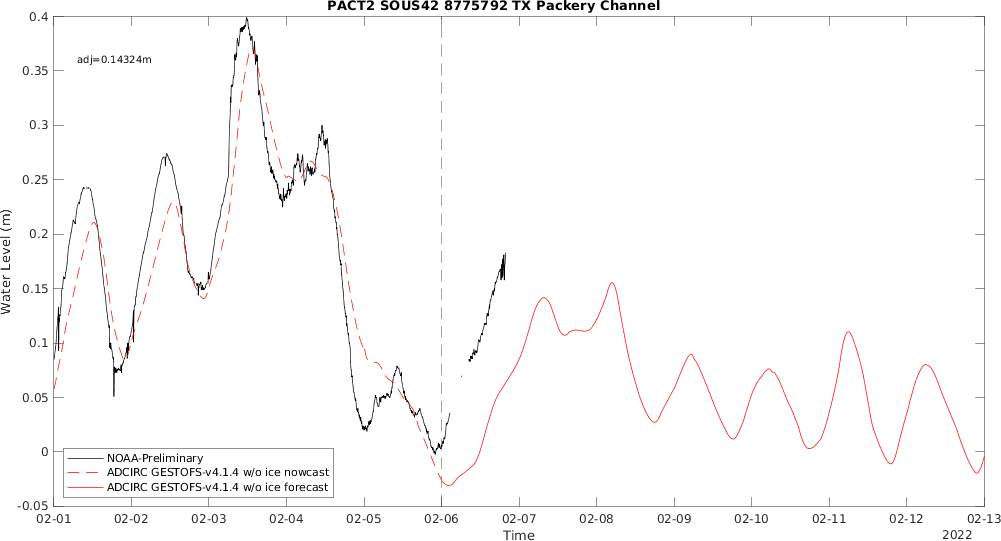 PACT2 SOUS42 8775792 TX Packery Channel
adj=0.14324m
0.4
0.35
0.3
0.25
0.2
0.15
0.1
0.05
0
-0.05
Water Level (m)
NOAA-Preliminary
ADCIRC GESTOFS-v4.1.4 w/o ice nowcast
ADCIRC GESTOFS-v4.1.4 w/o ice forecast
02-01 02-02 02-03 02-04 02-05 02-06 02-07 02-08 02-09 02-10 02-11 02-12 02-13
Time
2022